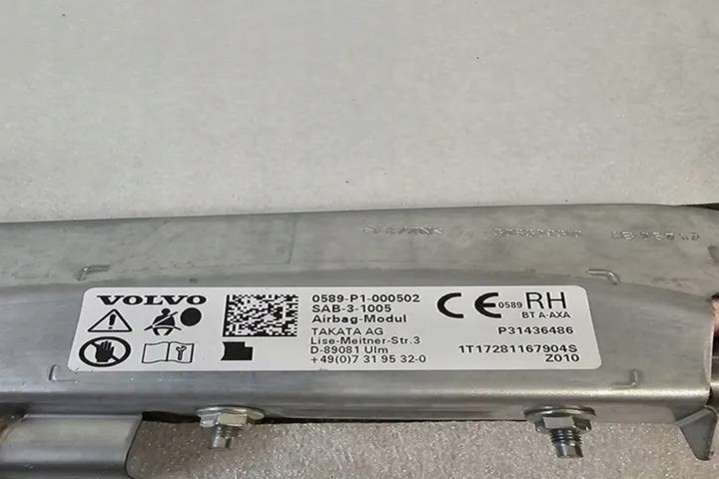 VOLVO
0589-P1-000502
SAB-3-1005
Airbag-Modul
TAKATA AG
Lise-Meitner-Str.3
D-89081 Ulm
+49(0)7 31 95 32-0
CE 0589 RH
BT A-AXA
P31436486
1T17281167904S
Z010